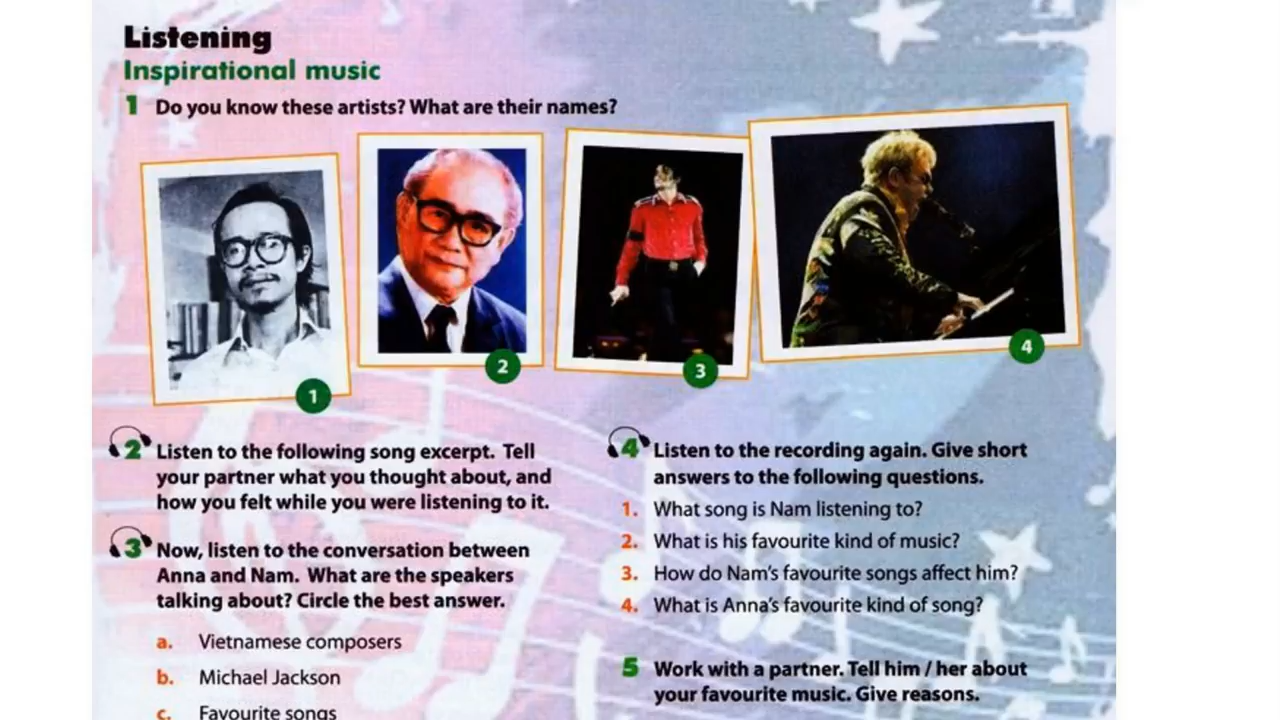 Listening
Inspirational music
1 Do you know these artists? What are their names?
1
2
3
4
2 Listen to the following song excerpt. Tell
your partner what you thought about, and
how you felt while you were listening to it.
3 Now, listen to the conversation between
Anna and Nam. What are the speakers
talking about? Circle the best answer.
a. Vietnamese composers
b. Michael Jackson
c. Favourite songs
4 Listen to the recording again. Give short
answers to the following questions.
1. What song is Nam listening to?
2. What is his favourite kind of music?
3. How do Nam's favourite songs affect him?
4. What is Anna's favourite kind of song?
5 Work with a partner. Tell him / her about
your favourite music. Give reasons.